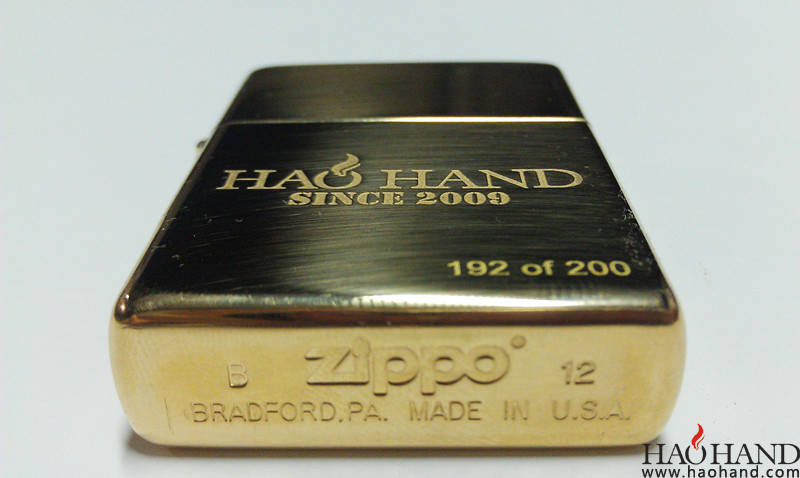 HAO HAND
SINCE 2009
192 of 200
B zippo 12
BRADFORD,PA. MADE IN U.S.A.
HAOHAND
www.haohand.com